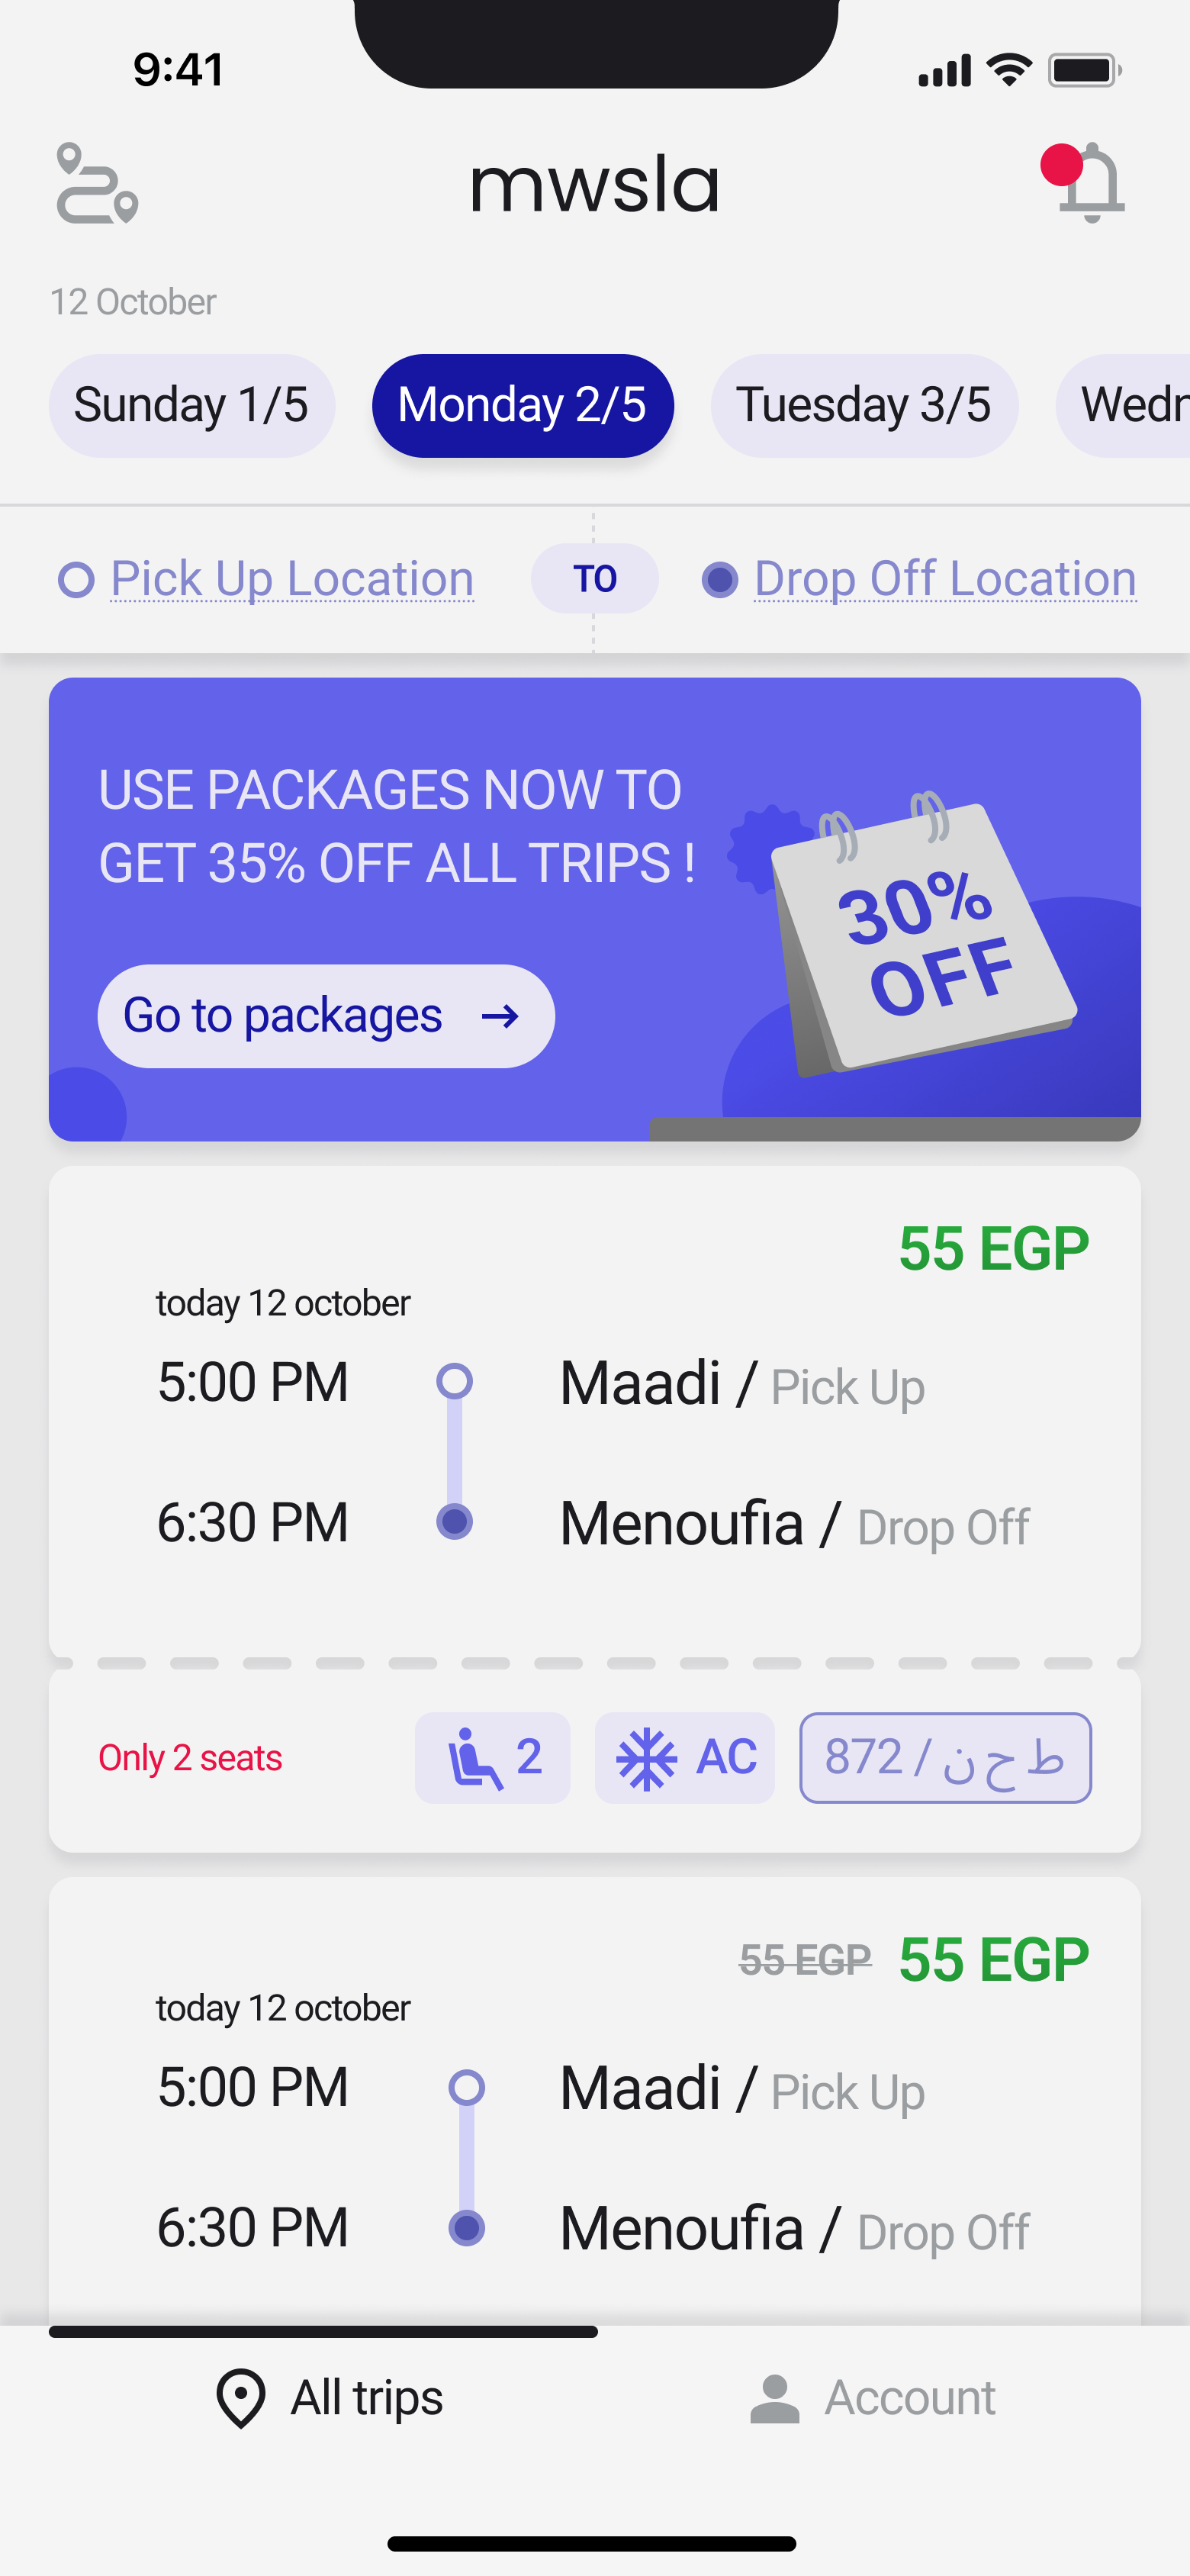 9:41
mwsla
12 October
Sunday 1/5
Monday 2/5
Tuesday 3/5
Wedn
Pick Up Location
TO
Drop Off Location
USE PACKAGES NOW TO
GET 35% OFF ALL TRIPS !
30%
OFF
Go to packages
55 EGP
today 12 october
5:00 PM
Maadi / Pick Up
6:30 PM
Menoufia / Drop Off
Only 2 seats
2
AC
872 / ط ح ن
55 EGP 55 EGP
today 12 october
5:00 PM
Maadi / Pick Up
6:30 PM
Menoufia / Drop Off
All trips
Account